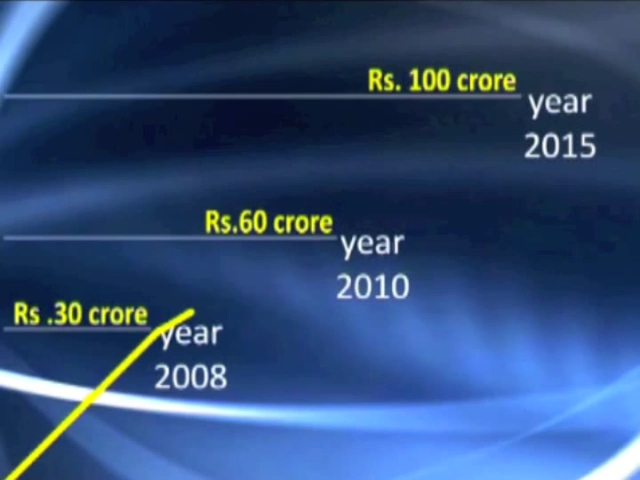 Rs. 100 crore
year
2015
Rs.60 crore
year
2010
Rs .30 crore
year
2008